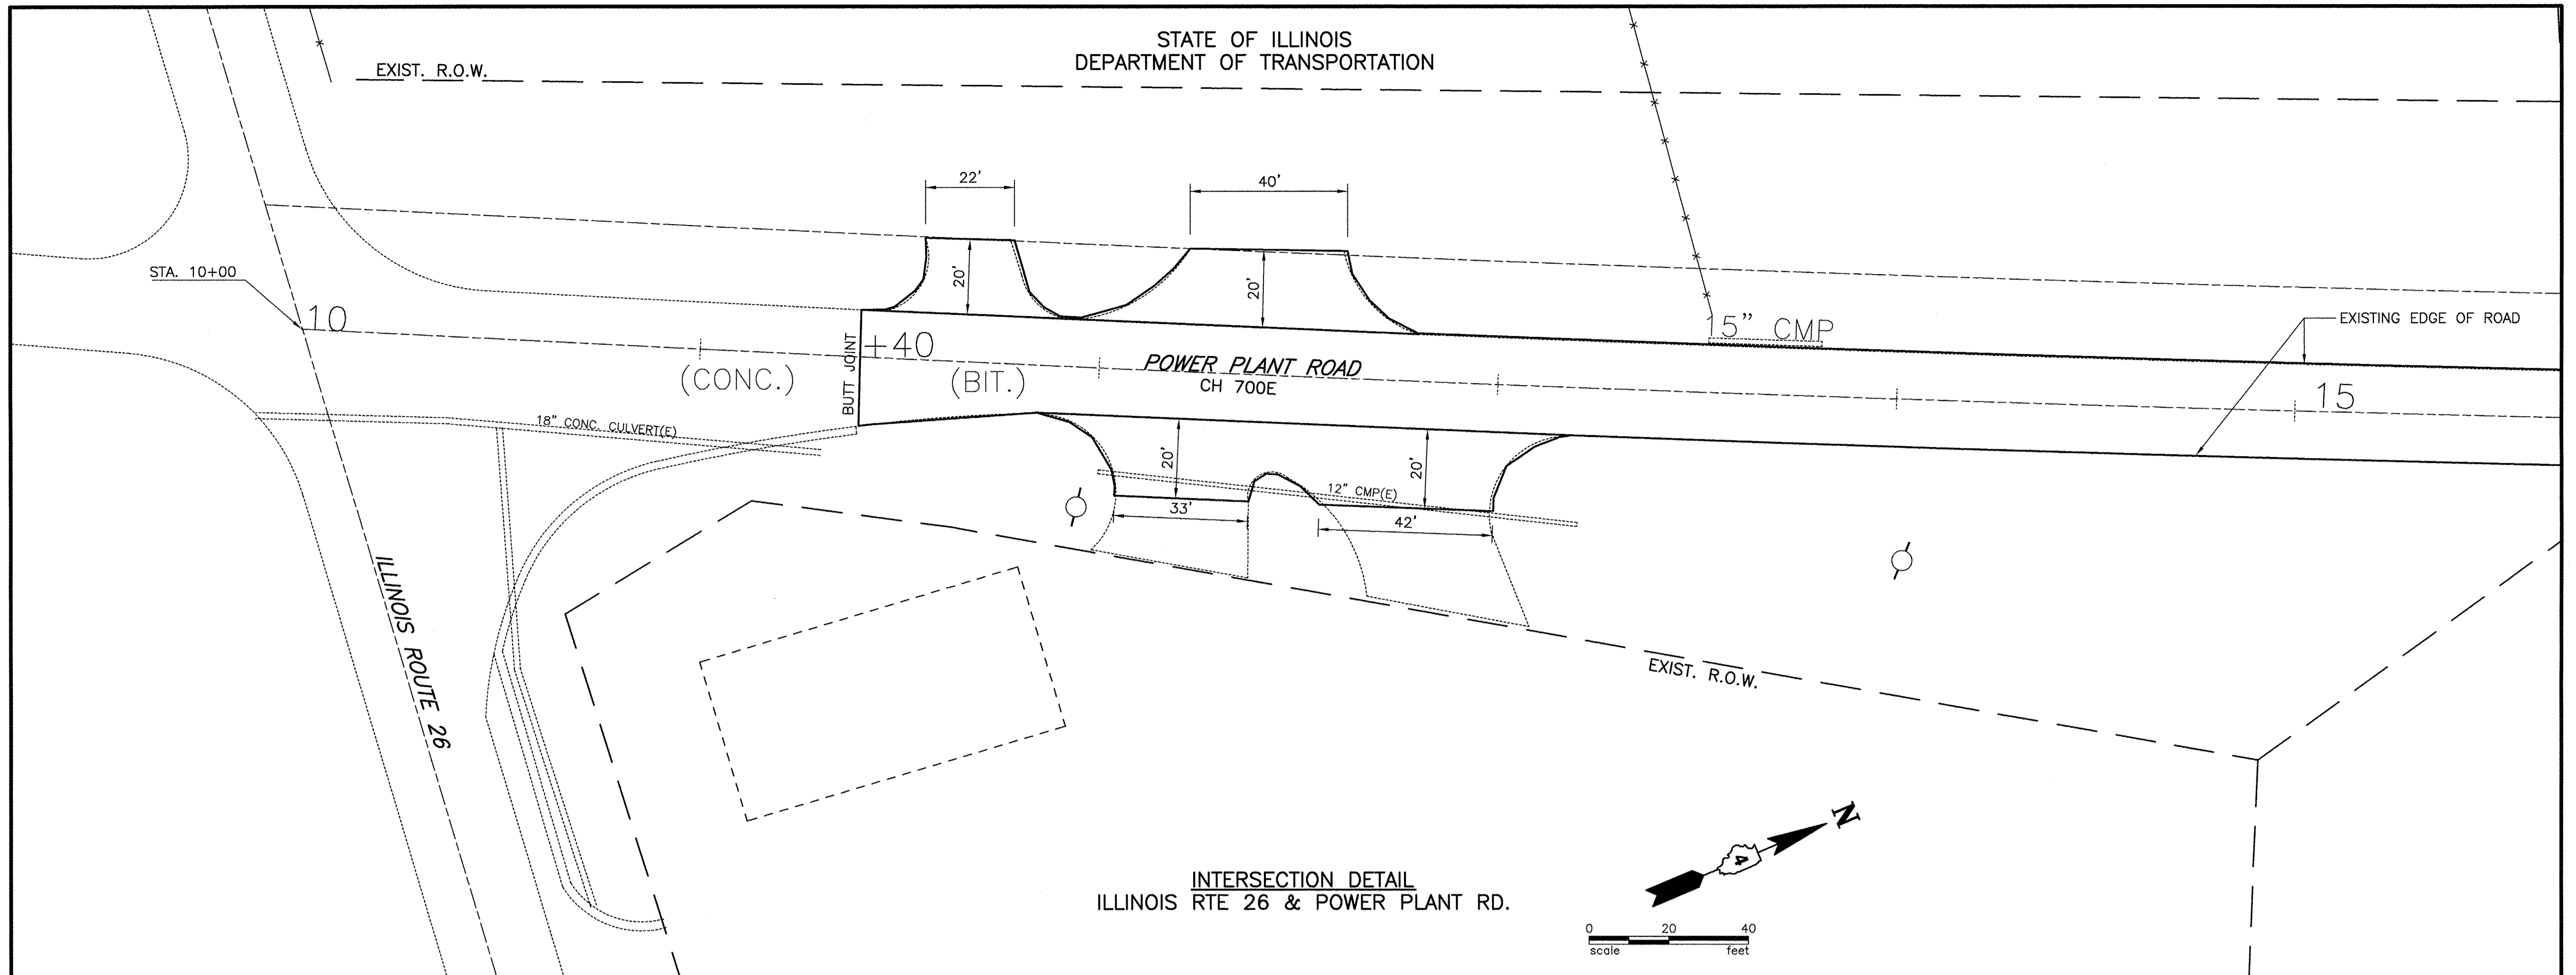 STATE OF ILLINOIS
DEPARTMENT OF TRANSPORTATION
EXIST. R.O.W.
22'
40'
20'
20'
STA. 10+00
10
BUTT JOINT
+40
(CONC.)
(BIT.)
POWER PLANT ROAD
CH 700E
15" CMP
EXISTING EDGE OF ROAD
15
18" CONC. CULVERT(E)
20'
20'
12" CMP(E)
33'
42'
ILLINOIS ROUTE 26
EXIST. R.O.W.
N
4
INTERSECTION DETAIL
ILLINOIS RTE 26 & POWER PLANT RD.
0 20 40
scale feet